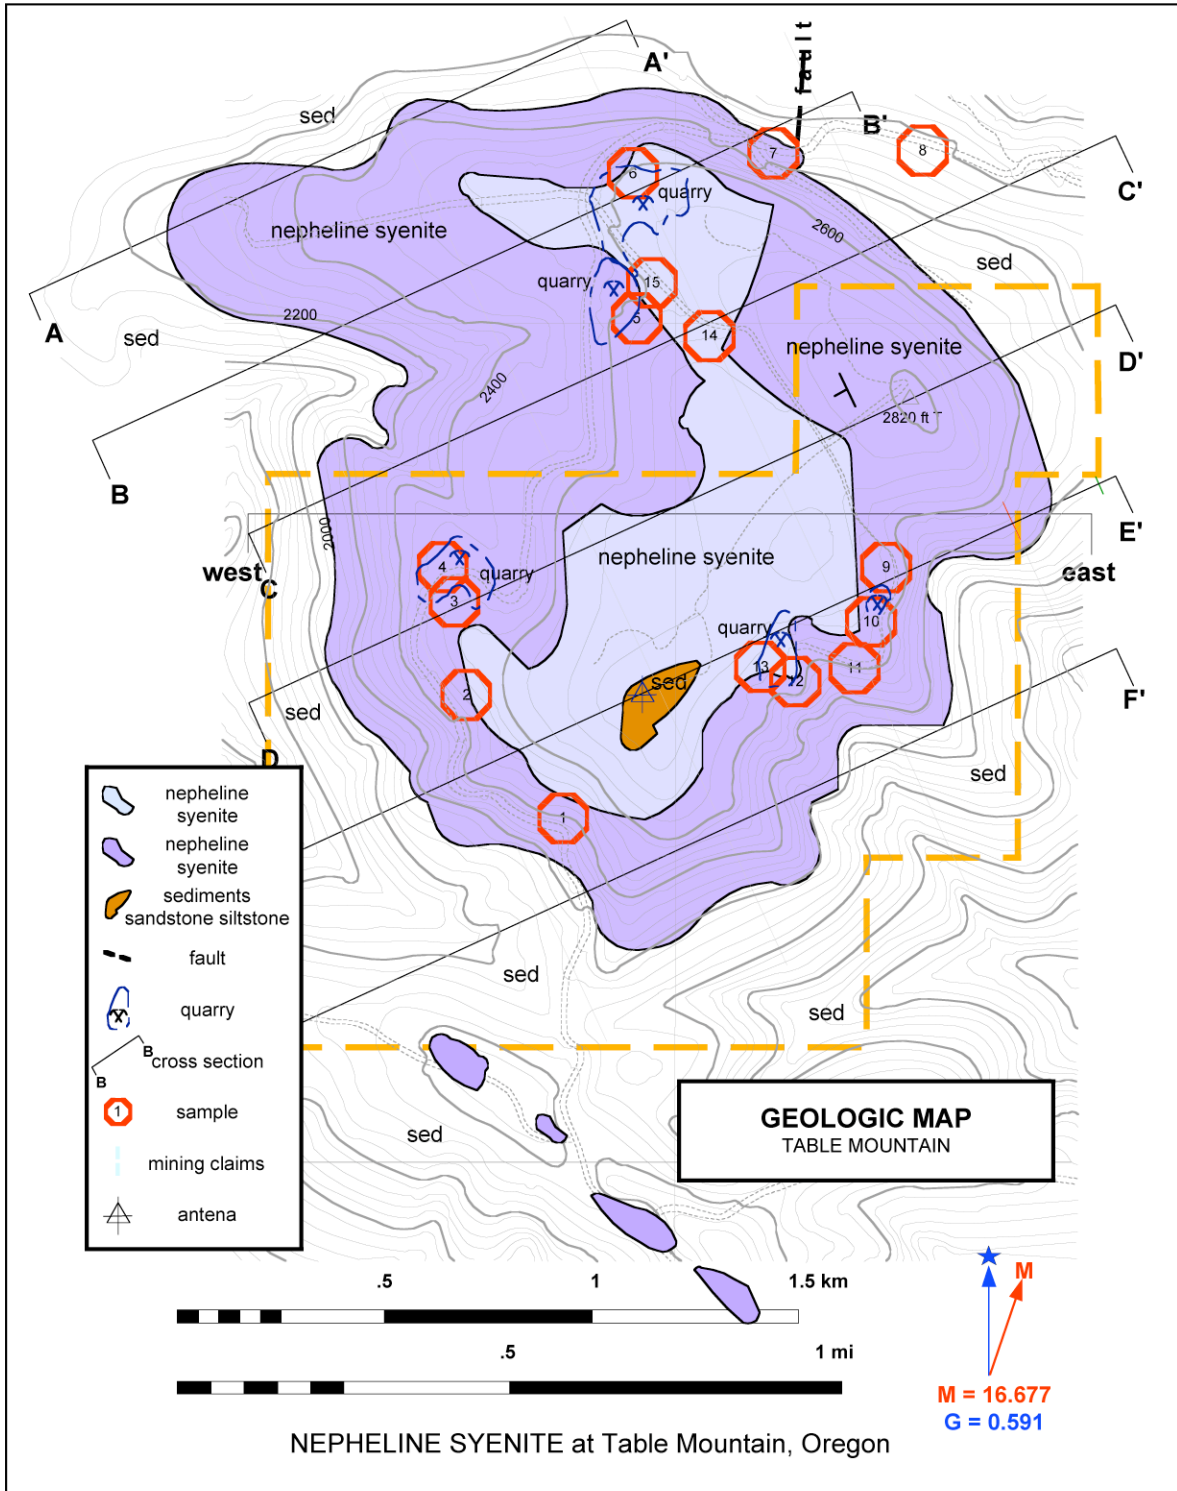 fault
A'
sed
B'
7
8
C'
6
quarry
nepheline syenite
2600
sed
quarry
15
2200
5
A
sed
14
D'
nepheline syenite
2400
2820 ft T
B
E'
2000
nepheline syenite
west
east
4
quarry
9
C
3
10
quarry
13
11
12
sed
2
F'
sed
D
sed
1
nepheline
syenite
nepheline
syenite
sediments
sandstone siltstone
fault
quarry
B
cross section
B
1
sample
mining claims
antena
sed
sed
sed
GEOLOGIC MAP
TABLE MOUNTAIN
.5
1
1.5 km
M
.5
1 mi
M = 16.677
G = 0.591
NEPHELINE SYENITE at Table Mountain, Oregon